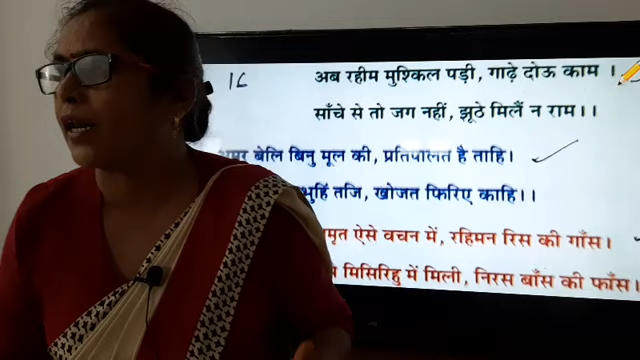 16
अब रहीम मुश्किल पड़ी, गाढ़े दोऊ काम ।
साँचे से तो जग नहीं, झूठे मिलैं न राम।।
बेलि बिनु मूल की, प्रतिपालत है ताहि।
तजि, खोजत फिरिए काहि।।
ऐसे वचन में, रहिमन रिस की गाँस।
मिसिरिहु में मिली, निरस बाँस की फाँस।